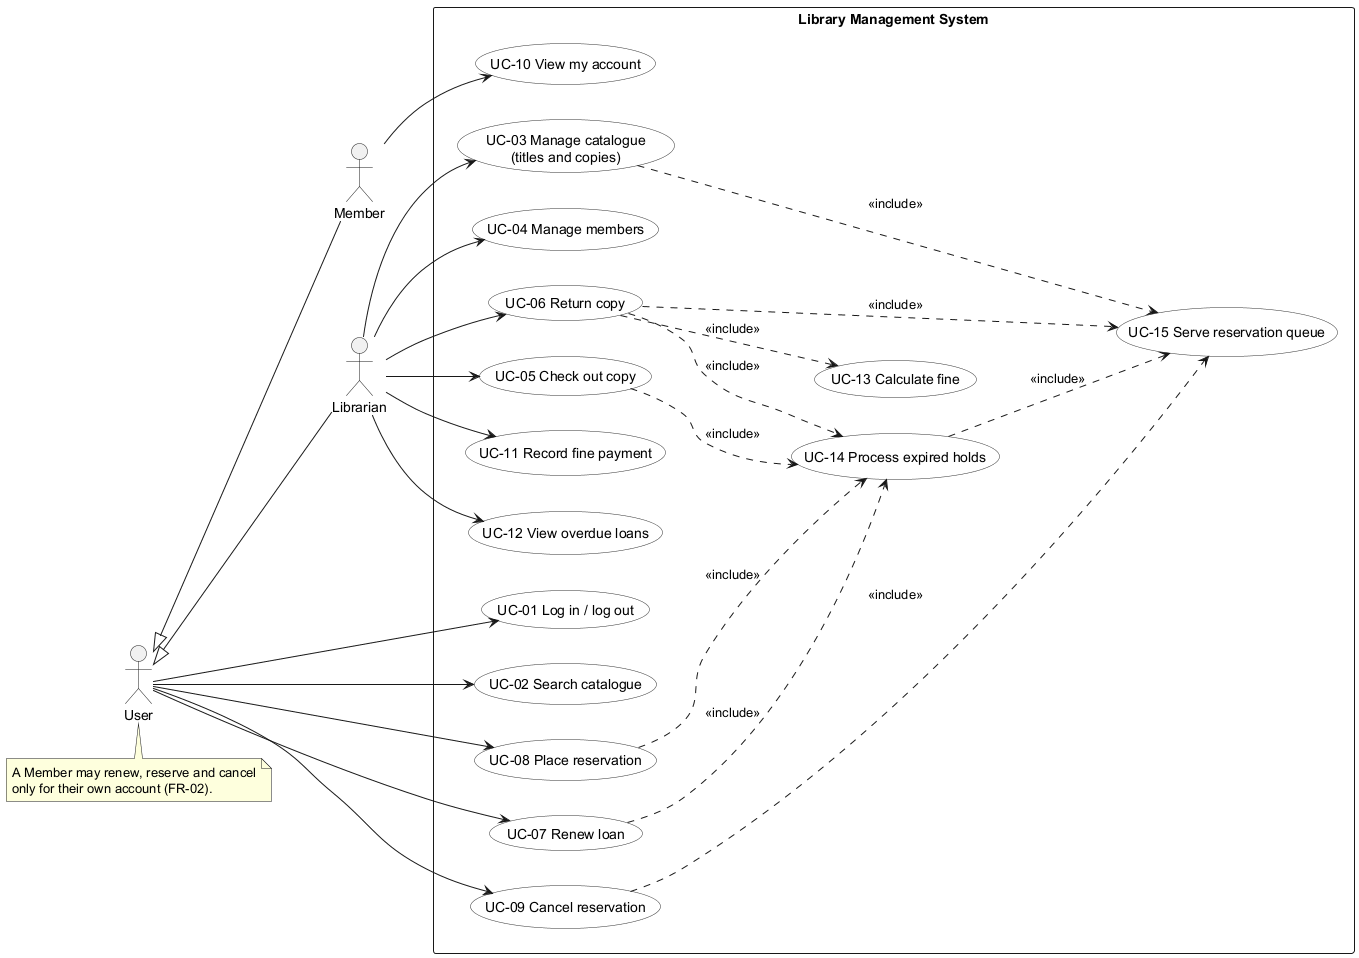 Library Management System
UC-10 View my account
UC-03 Manage catalogue
(titles and copies)
Member
«include»
UC-04 Manage members
UC-06 Return copy
«include»
«include»
UC-15 Serve reservation queue
«include»
UC-05 Check out copy
UC-13 Calculate fine
«include»
Librarian
«include»
UC-11 Record fine payment
UC-14 Process expired holds
UC-12 View overdue loans
«include»
«include»
UC-01 Log in / log out
UC-02 Search catalogue
User
«include»
UC-08 Place reservation
A Member may renew, reserve and cancel
only for their own account (FR-02).
UC-07 Renew loan
UC-09 Cancel reservation